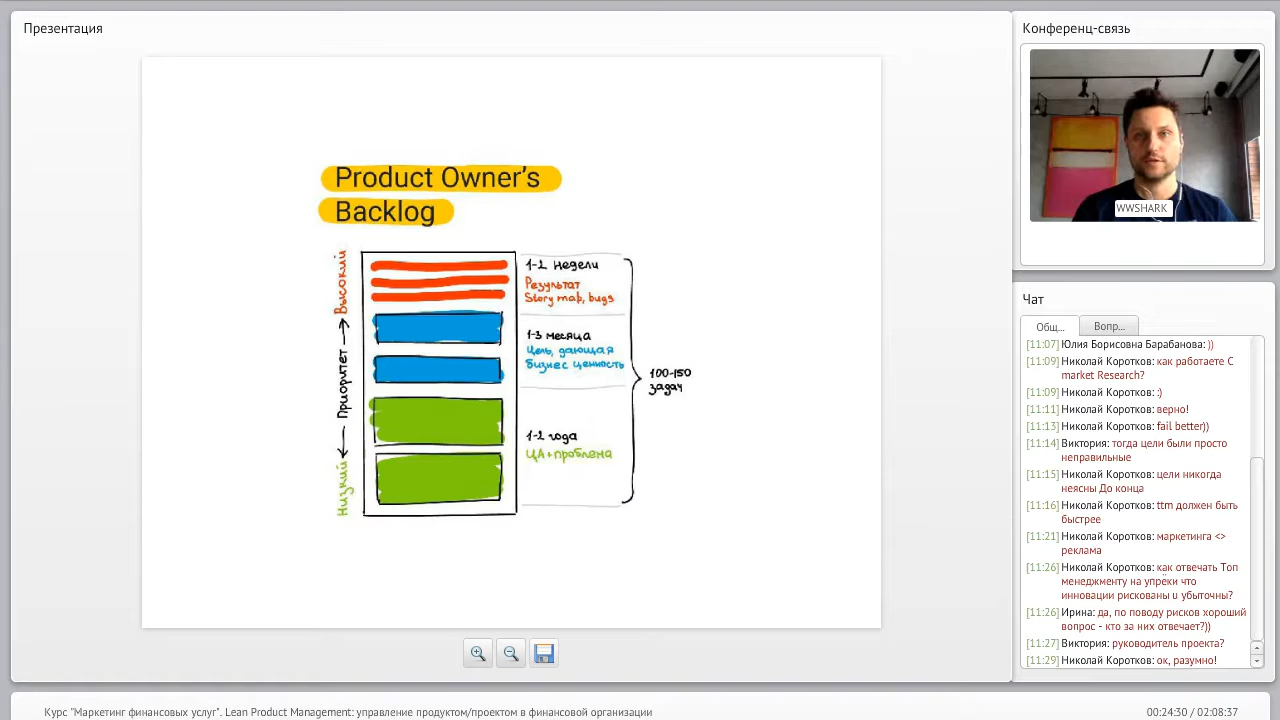 Презентация
Product Owner’s
Backlog
Высокий
Приоритет
Низкий
1-2 недели
Результат
Story map, bugs
1-3 месяца
Цель, дающая
бизнес ценность
1-2 года
ЦА+проблема
100-150
задач
Конференц-связь
WWSHARK
Чат
Общ...
Вопр...
[11:07] Юлия Борисовна Барабанова: ))
[11:09] Николай Коротков: как работаете С
market Research?
[11:09] Николай Коротков: :)
[11:11] Николай Коротков: верно!
[11:13] Николай Коротков: fail better))
[11:14] Виктория: тогда цели были просто
неправильные
[11:15] Николай Коротков: цели никогда
неясны До конца
[11:16] Николай Коротков: ttm должен быть
быстрее
[11:21] Николай Коротков: маркетинга <>
реклама
[11:26] Николай Коротков: как отвечать Топ
менеджменту на упрёки что
инновации рискованы u убыточны?
[11:26] Ирина: да, по поводу рисков хороший
вопрос - кто за них отвечает?))
[11:27] Виктория: руководитель проекта?
[11:29] Николай Коротков: ок, разумно!
Курс "Маркетинг финансовых услуг". Lean Product Management: управление продуктом/проектом в финансовой организации
00:24:30 / 02:08:37